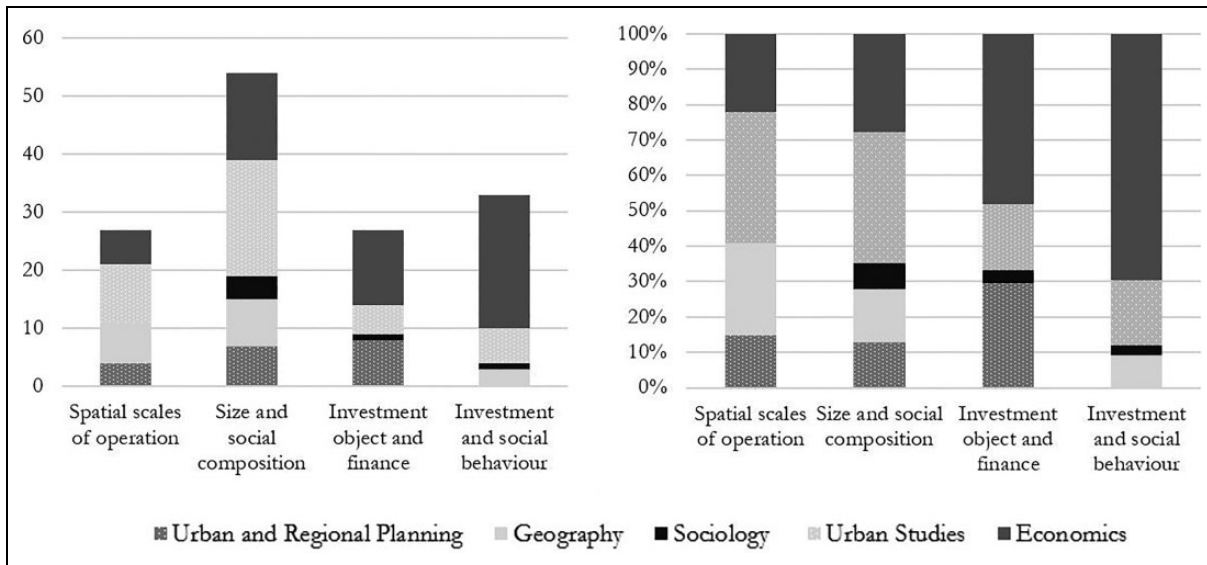 60
50
40
30
20
10
0
Spatial scales of operation
Size and social composition
Investment object and finance
Investment and social behaviour
100%
90%
80%
70%
60%
50%
40%
30%
20%
10%
0%
Spatial scales of operation
Size and social composition
Investment object and finance
Investment and social behaviour
Urban and Regional Planning Geography Sociology Urban Studies Economics